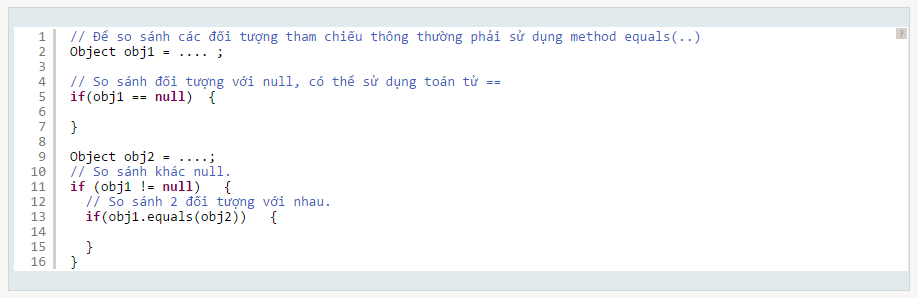 1 // Để so sánh các đối tượng tham chiếu thông thường phải sử dụng method equals(..)
2 Object obj1 = .... ;
3
4 // So sánh đối tượng với null, có thể sử dụng toán tử ==
5 if(obj1 == null)  {
6
7 }
8
9 Object obj2 = ....;
10 // So sánh khác null.
11 if (obj1 != null)   {
12   // So sánh 2 đối tượng với nhau.
13   if(obj1.equals(obj2))   {
14
15   }
16 }
?